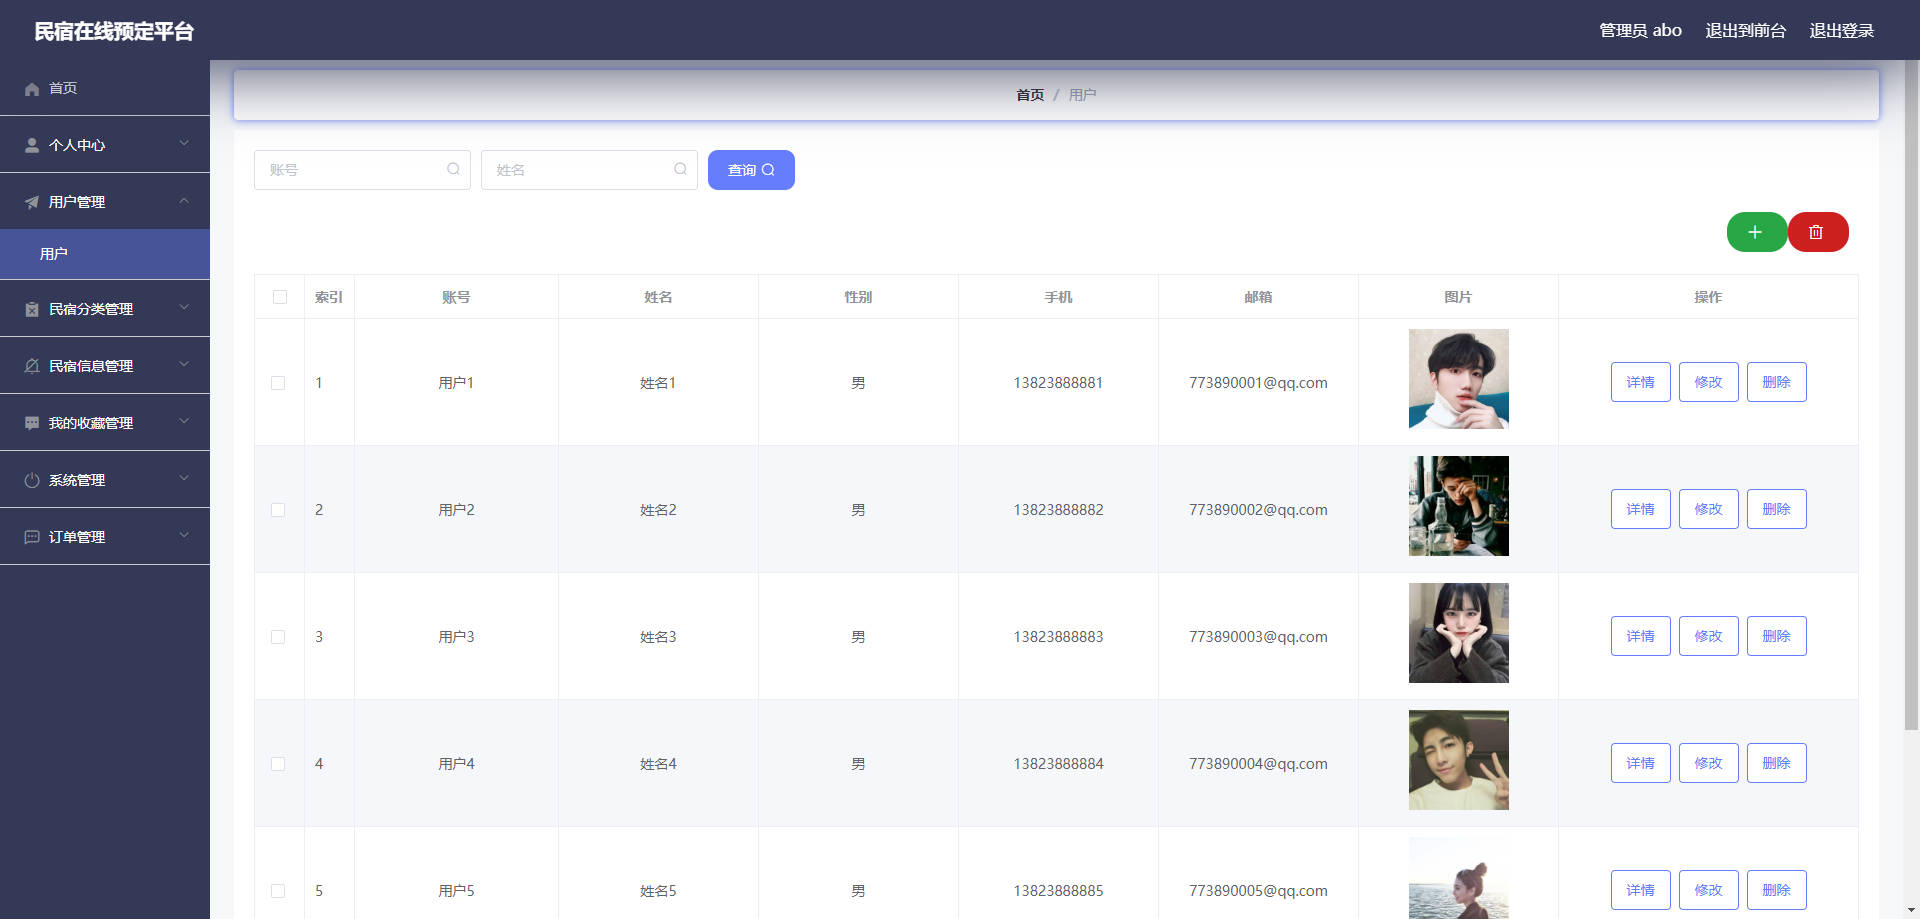 民宿在线预定平台
管理员 abo 退出到前台 退出登录
首页
个人中心
用户管理
用户
民宿分类管理
民宿信息管理
我的收藏管理
系统管理
订单管理
首页 / 用户
账号 姓名 查询
索引 账号 姓名 性别 手机 邮箱 图片 操作
1 用户1 姓名1 男 13823888881 773890001@qq.com 详情 修改 删除
2 用户2 姓名2 男 13823888882 773890002@qq.com 详情 修改 删除
3 用户3 姓名3 男 13823888883 773890003@qq.com 详情 修改 删除
4 用户4 姓名4 男 13823888884 773890004@qq.com 详情 修改 删除
5 用户5 姓名5 男 13823888885 773890005@qq.com 详情 修改 删除